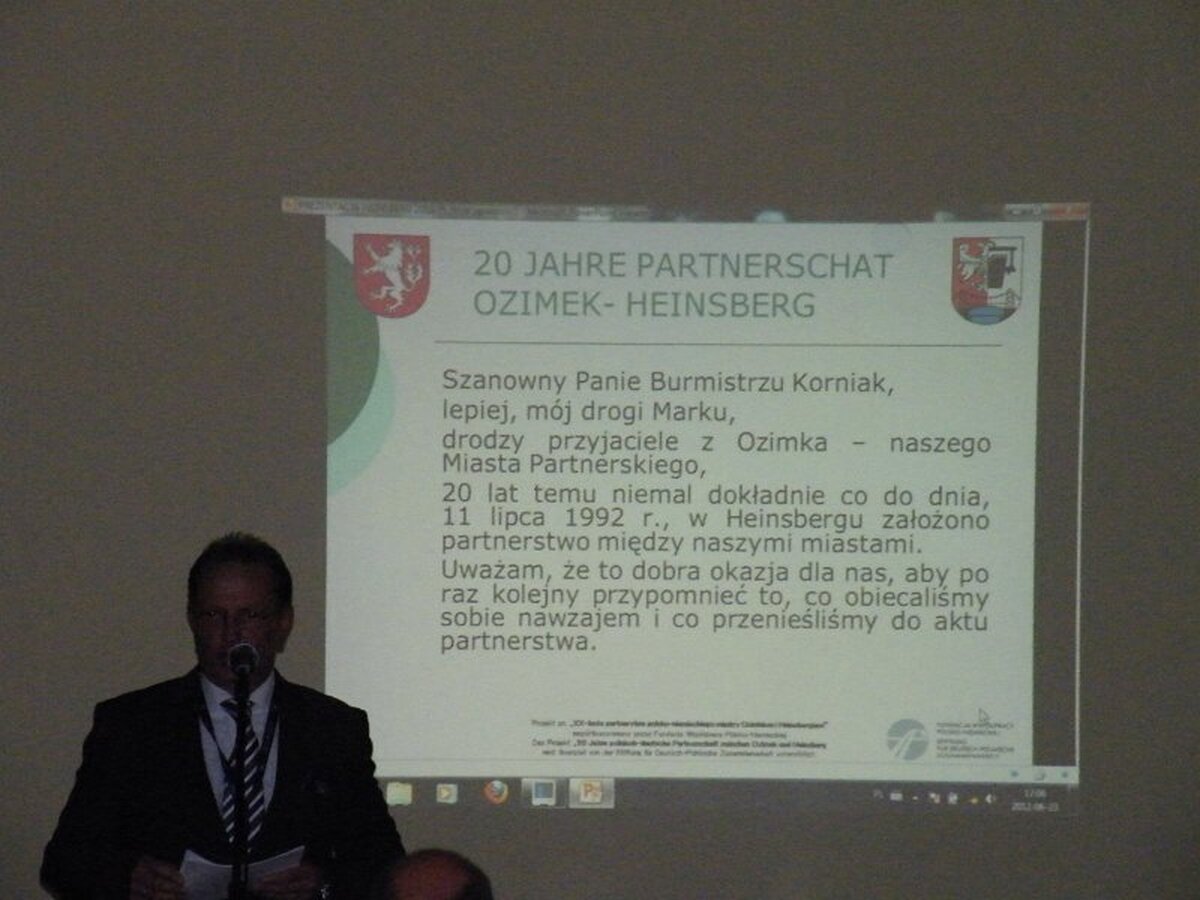 20 JAHRE PARTNERSCHAT
OZIMEK- HEINSBERG
Szanowny Panie Burmistrzu Korniak,
lepiej, mój drogi Marku,
drodzy przyjaciele z Ozimka – naszego
Miasta Partnerskiego,
20 lat temu niemal dokładnie co do dnia,
11 lipca 1992 r., w Heinsbergu założono
partnerstwo między naszymi miastami.
Uważam, że to dobra okazja dla nas, aby po
raz kolejny przypomnieć to, co obiecaliśmy
sobie nawzajem i co przenieśliśmy do aktu
partnerstwa.
PL